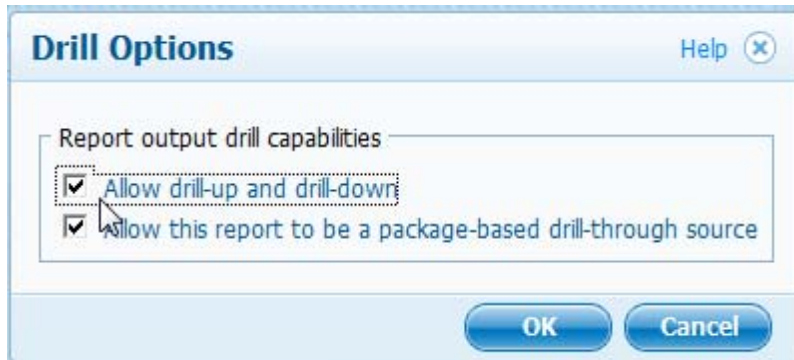 Drill Options
Help
Report output drill capabilities
Allow drill-up and drill-down
Allow this report to be a package-based drill-through source
OK
Cancel